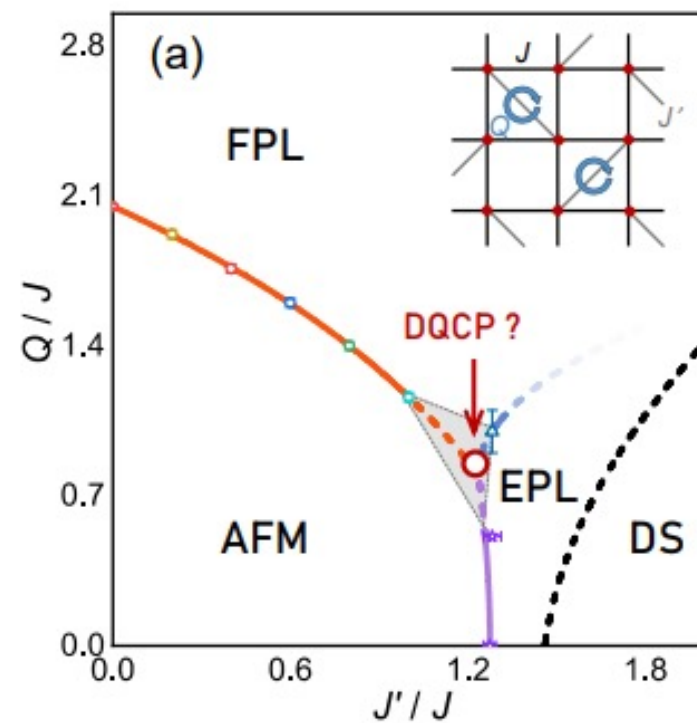 (a)
2.8
2.1
1.4
0.7
0.0
Q / J
0.0 0.6 1.2 1.8
J′ / J
FPL
AFM
EPL
DS
DQCP ?
J
Q
J′